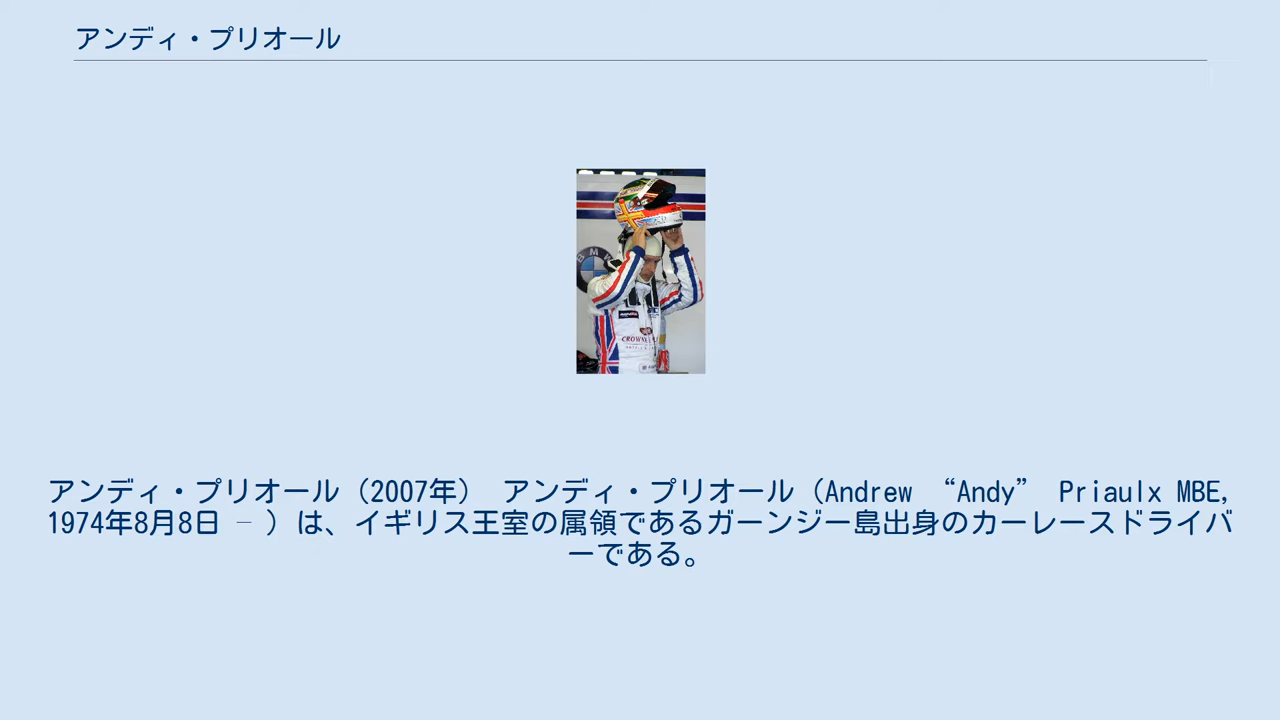 アンディ・プリオール
BMW
CROWNE
アンディ・プリオール（2007年） アンディ・プリオール（Andrew “Andy” Priaulx MBE,
1974年8月8日 – ）は、イギリス王室の属領であるガーンジー島出身のカーレースドライバ
ーである。